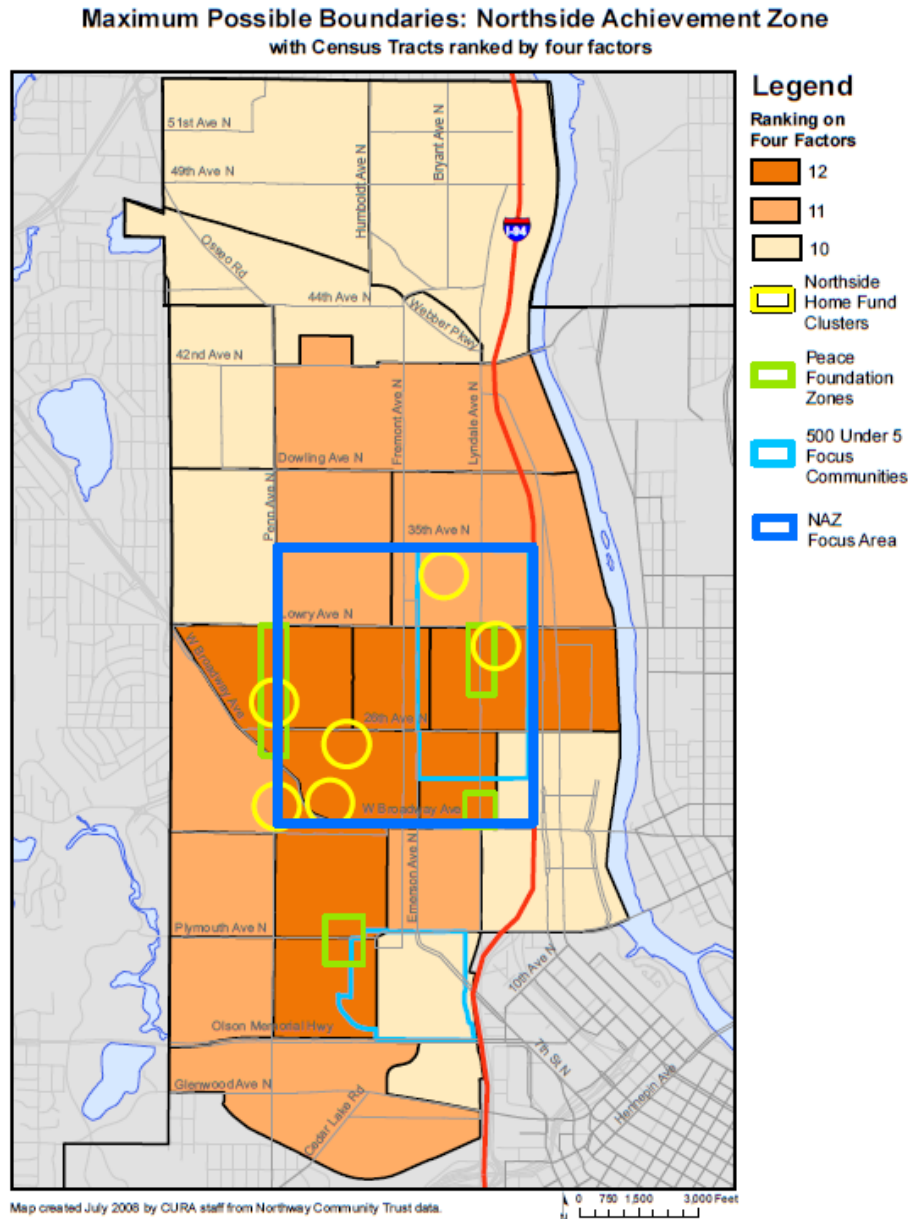 Maximum Possible Boundaries: Northside Achievement Zone
with Census Tracts ranked by four factors
Legend
Ranking on
Four Factors
12
11
10
Northside
Home Fund
Clusters
Peace
Foundation
Zones
500 Under 5
Focus
Communities
NAZ
Focus Area
51st Ave N
Bryant Ave N
Humboldt Ave N
49th Ave N
I-94
Osseo Rd
44th Ave N
Webber Pkwy
42nd Ave N
Fremont Ave N
Lyndale Ave N
Dowling Ave N
Penn Ave N
35th Ave N
Lowry Ave N
W Broadway Ave
26th Ave N
W Broadway Ave
Emerson Ave N
Plymouth Ave N
10th Ave N
Olson Memorial Hwy
7th St N
Glenwood Ave N
Hennepin Ave
Cedar Lake Rd
Map created July 2008 by CURA staff from Northway Community Trust data.
N
0 750 1,500 3,000 Feet